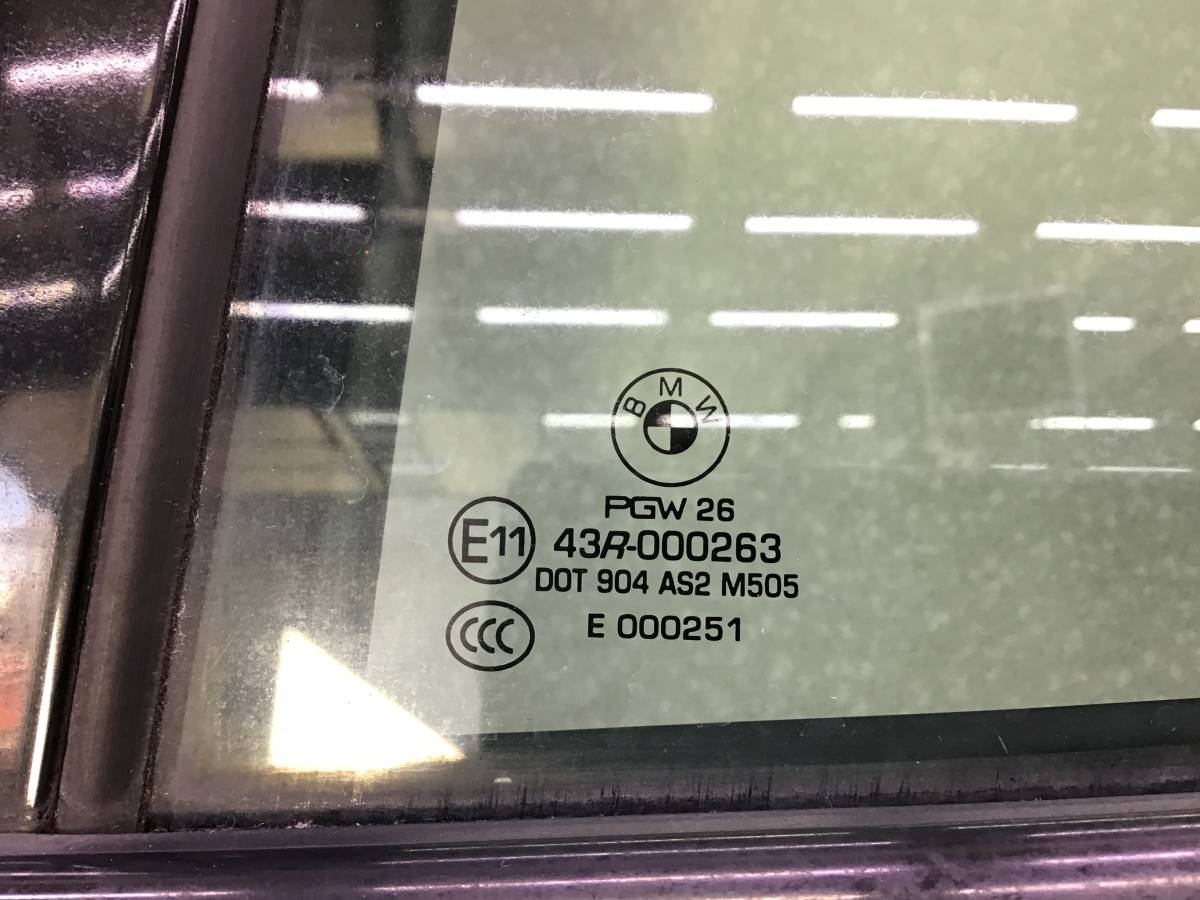 BMW
PGW 26
E11
43R-000263
DOT 904 AS2 M505
CCC
E 000251